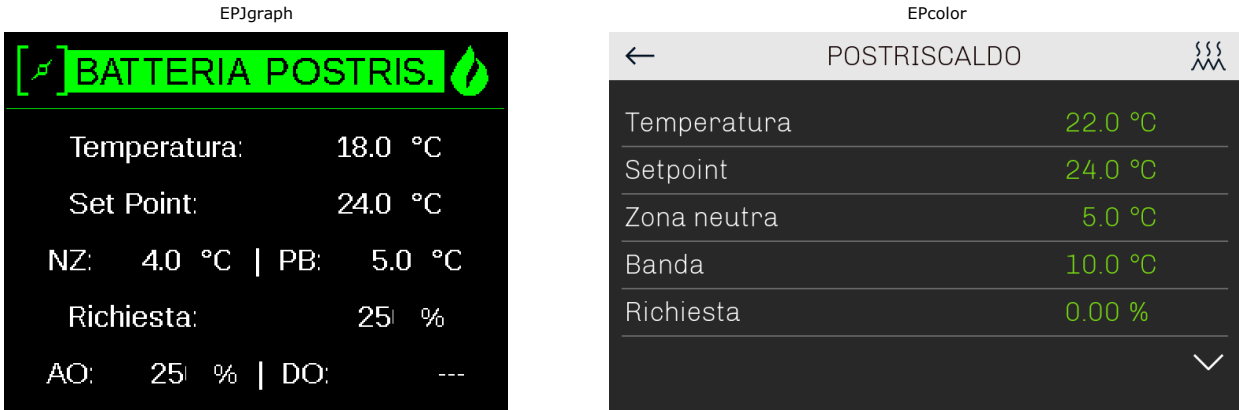 EPJgraph
BATTERIA POSTRIS.
Temperatura: 18.0 °C
Set Point: 24.0 °C
NZ: 4.0 °C | PB: 5.0 °C
Richiesta: 25 %
AO: 25 % | DO: ---
EPcolor
POSTRISCALDO
Temperatura 22.0 °C
Setpoint 24.0 °C
Zona neutra 5.0 °C
Banda 10.0 °C
Richiesta 0.00 %